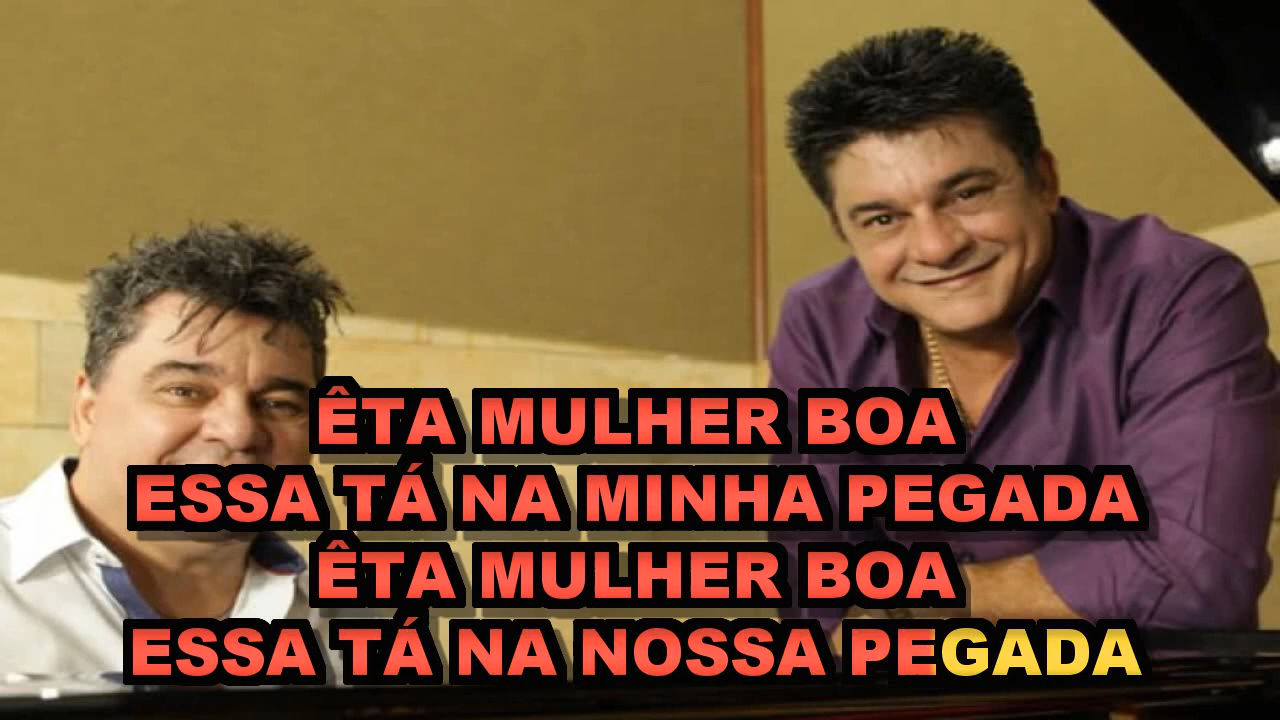 ÊTA MULHER BOA
ESSA TÁ NA MINHA PEGADA
ÊTA MULHER BOA
ESSA TÁ NA NOSSA PEGADA